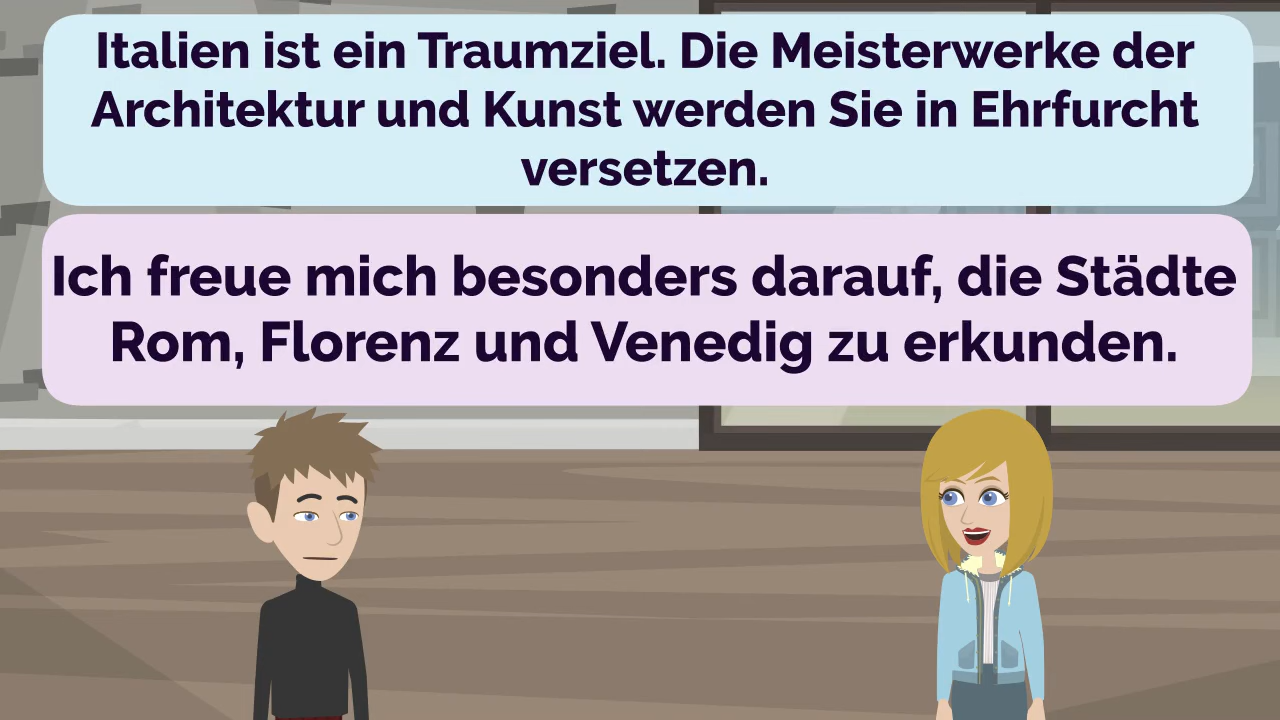 Italien ist ein Traumziel. Die Meisterwerke der
Architektur und Kunst werden Sie in Ehrfurcht
versetzen.
Ich freue mich besonders darauf, die Städte
Rom, Florenz und Venedig zu erkunden.